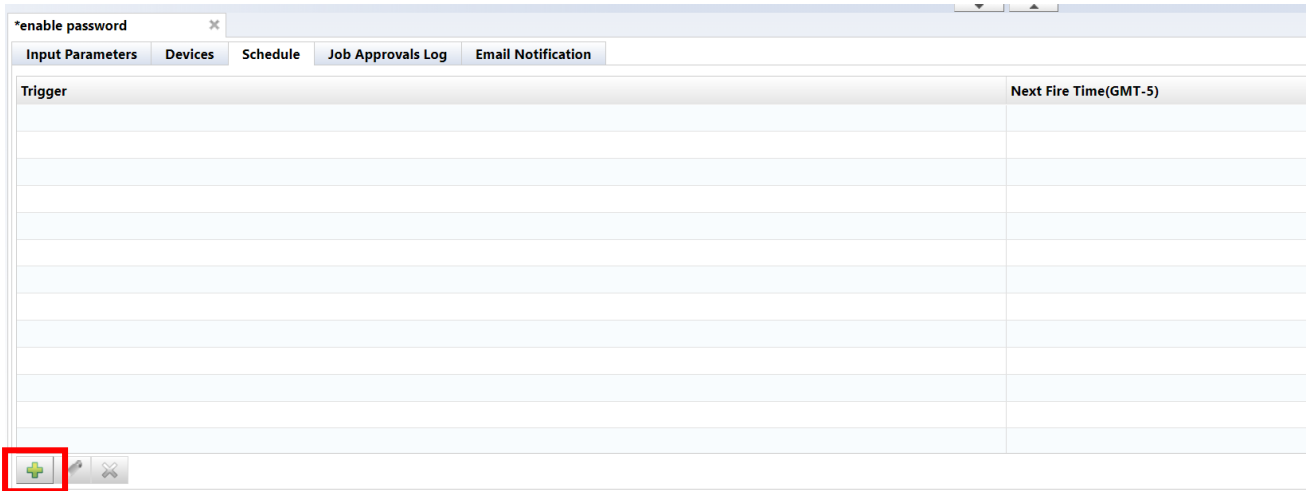 *enable password
Input Parameters Devices Schedule Job Approvals Log Email Notification
Trigger Next Fire Time(GMT-5)